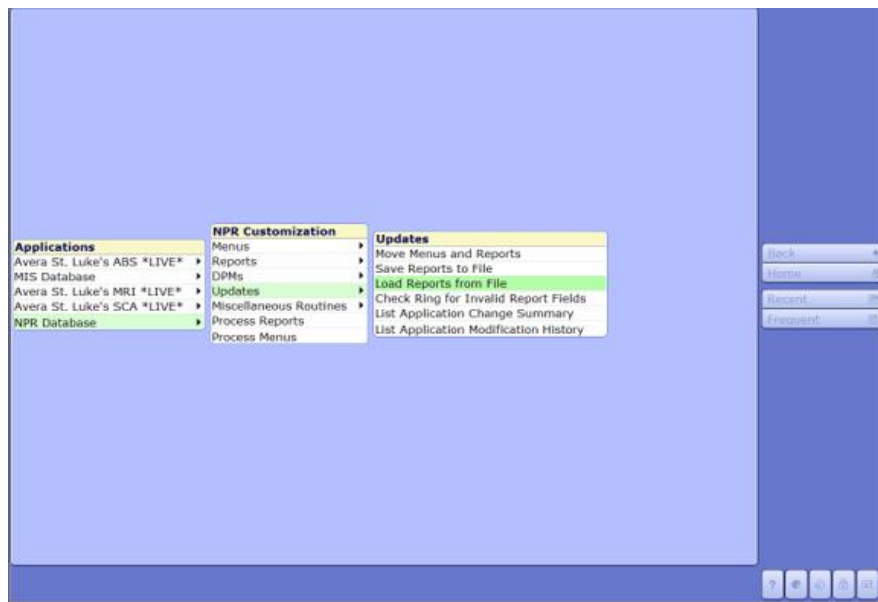 Applications
Avera St. Luke's ABS *LIVE*
MIS Database
Avera St. Luke's MRI *LIVE*
Avera St. Luke's SCA *LIVE*
NPR Database
NPR Customization
Menus
Reports
DPMs
Updates
Miscellaneous Routines
Process Reports
Process Menus
Updates
Move Menus and Reports
Save Reports to File
Load Reports from File
Check Ring for Invalid Report Fields
List Application Change Summary
List Application Modification History
Back
Home
Recent
Frequent
?